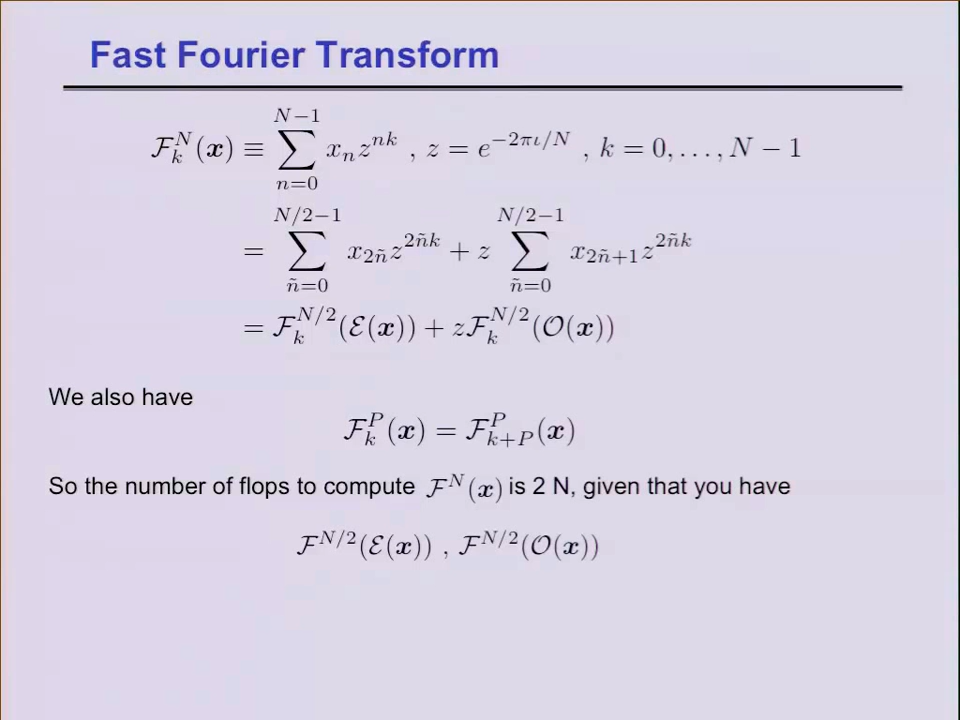 Fast Fourier Transform
$\mathcal{F}_k^N(\boldsymbol{x}) \equiv \sum_{n=0}^{N-1} x_n z^{nk} \ , \ z = e^{-2\pi\iota/N} \ , \ k = 0, \ldots, N-1$
$= \sum_{\tilde{n}=0}^{N/2-1} x_{2\tilde{n}} z^{2\tilde{n}k} + z \sum_{\tilde{n}=0}^{N/2-1} x_{2\tilde{n}+1} z^{2\tilde{n}k}$
$= \mathcal{F}_k^{N/2}(\mathcal{E}(\boldsymbol{x})) + z\mathcal{F}_k^{N/2}(\mathcal{O}(\boldsymbol{x}))$
We also have
$\mathcal{F}_k^P(\boldsymbol{x}) = \mathcal{F}_{k+P}^P(\boldsymbol{x})$
So the number of flops to compute $\mathcal{F}^N(\boldsymbol{x})$ is 2 N, given that you have
$\mathcal{F}^{N/2}(\mathcal{E}(\boldsymbol{x})) \ , \ \mathcal{F}^{N/2}(\mathcal{O}(\boldsymbol{x}))$